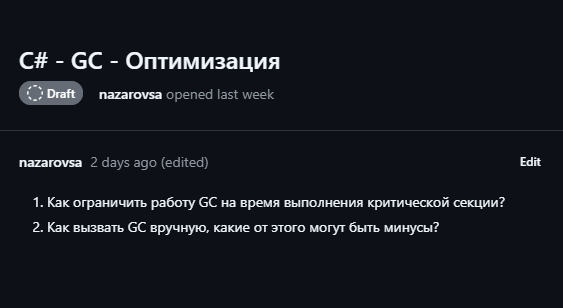 C# - GC - Оптимизация
Draft nazarovsa opened last week
nazarovsa 2 days ago (edited) Edit
1. Как ограничить работу GC на время выполнения критической секции?
2. Как вызвать GC вручную, какие от этого могут быть минусы?